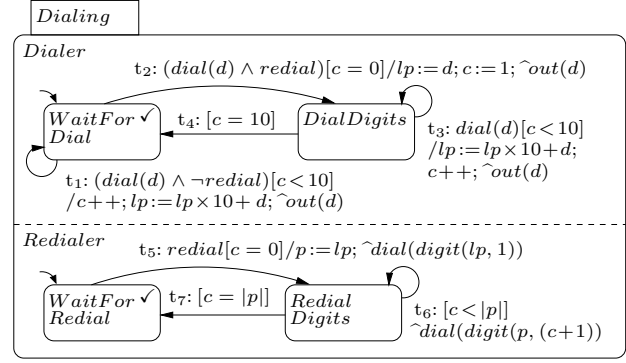 Dialing
Dialer
t₂: (dial(d) ∧ redial)[c = 0]/lp:=d; c:=1; ^out(d)
WaitFor ✓
Dial
t₄: [c = 10]
DialDigits
t₃: dial(d)[c<10]
/lp:=lp×10+d;
c++; ^out(d)
t₁: (dial(d) ∧ ¬redial)[c<10]
/c++; lp:=lp×10+ d; ^out(d)
Redialer
t₅: redial[c = 0]/p:=lp; ^dial(digit(lp, 1))
WaitFor ✓
Redial
t₇: [c = |p|]
Redial
Digits
t₆: [c < |p|]
^dial(digit(p, (c+1))